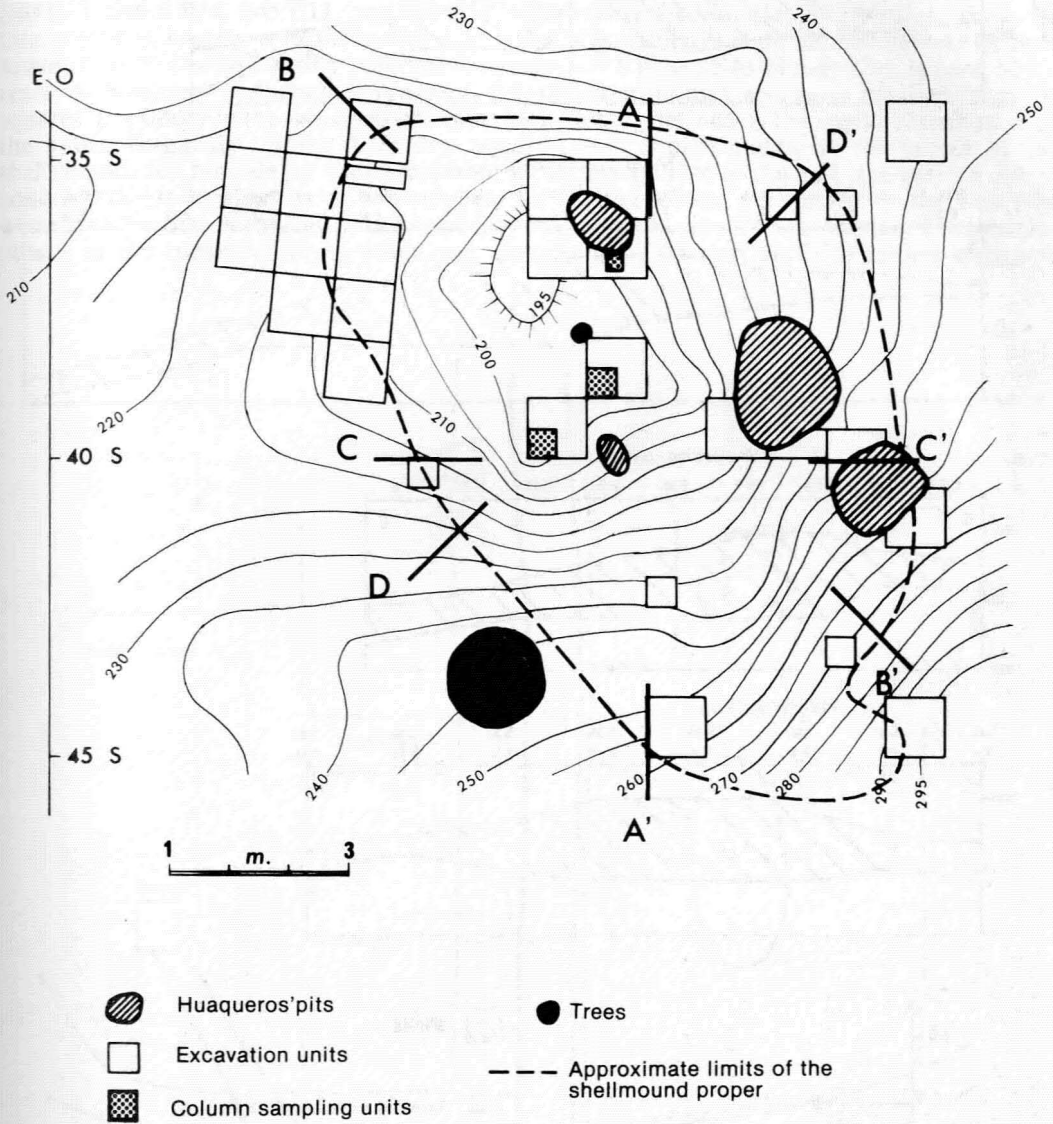 230
240
E O
B
A
250
35 S
D'
210
195
200
220
210
C
C'
40 S
D
230
B'
45 S
240
250
260
270
280
290
295
A'
1 m. 3
Huaqueros'pits
Trees
Excavation units
Approximate limits of the
shellmound proper
Column sampling units